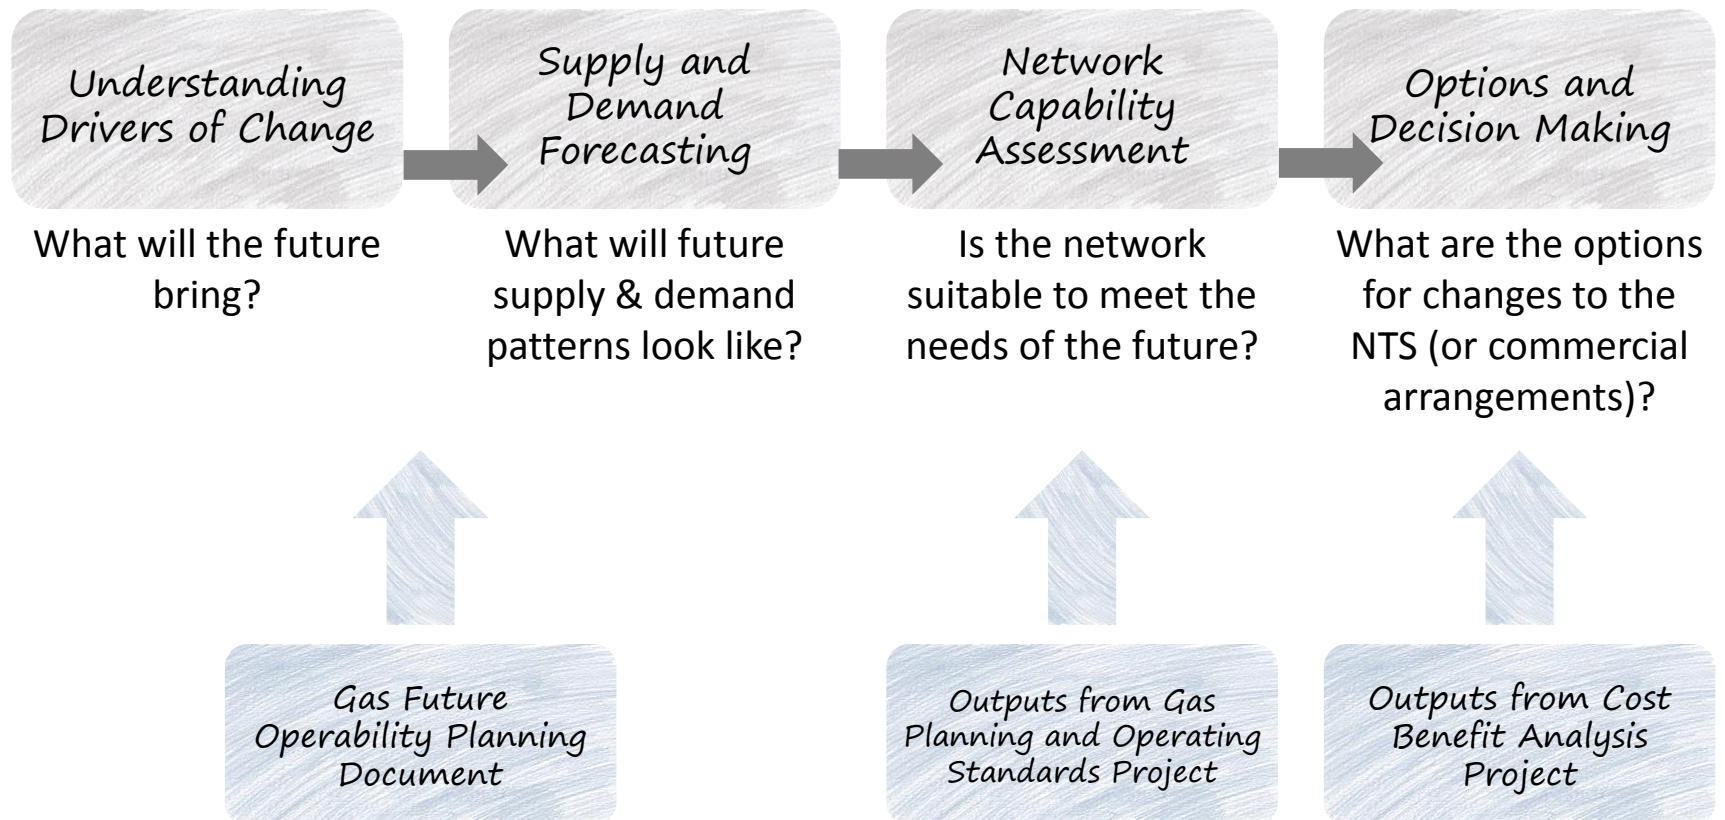 Understanding
Drivers of Change
Supply and
Demand
Forecasting
Network
Capability
Assessment
Options and
Decision Making
What will the future
bring?
What will future
supply & demand
patterns look like?
Is the network
suitable to meet the
needs of the future?
What are the options
for changes to the
NTS (or commercial
arrangements)?
Gas Future
Operability Planning
Document
Outputs from Gas
Planning and Operating
Standards Project
Outputs from Cost
Benefit Analysis
Project